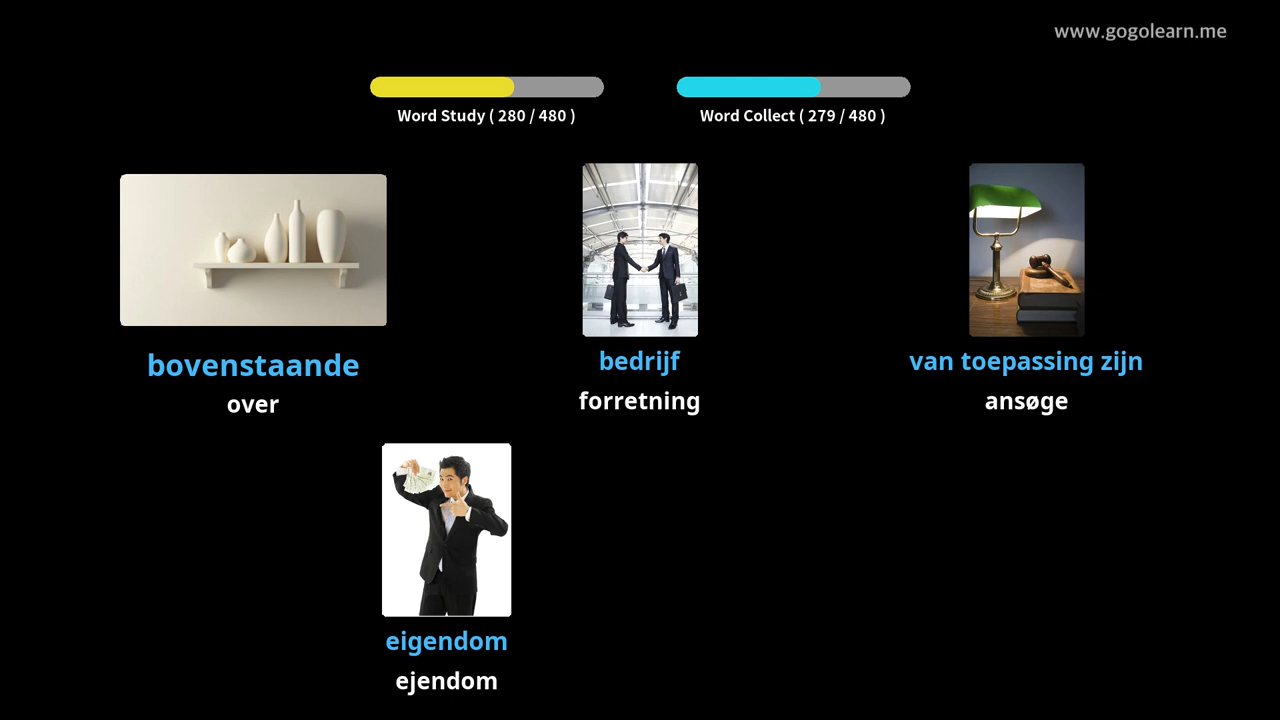 www.gogolearn.me
Word Study ( 280 / 480 )
Word Collect ( 279 / 480 )
bovenstaande
over
bedrijf
forretning
van toepassing zijn
ansøge
eigendom
ejendom